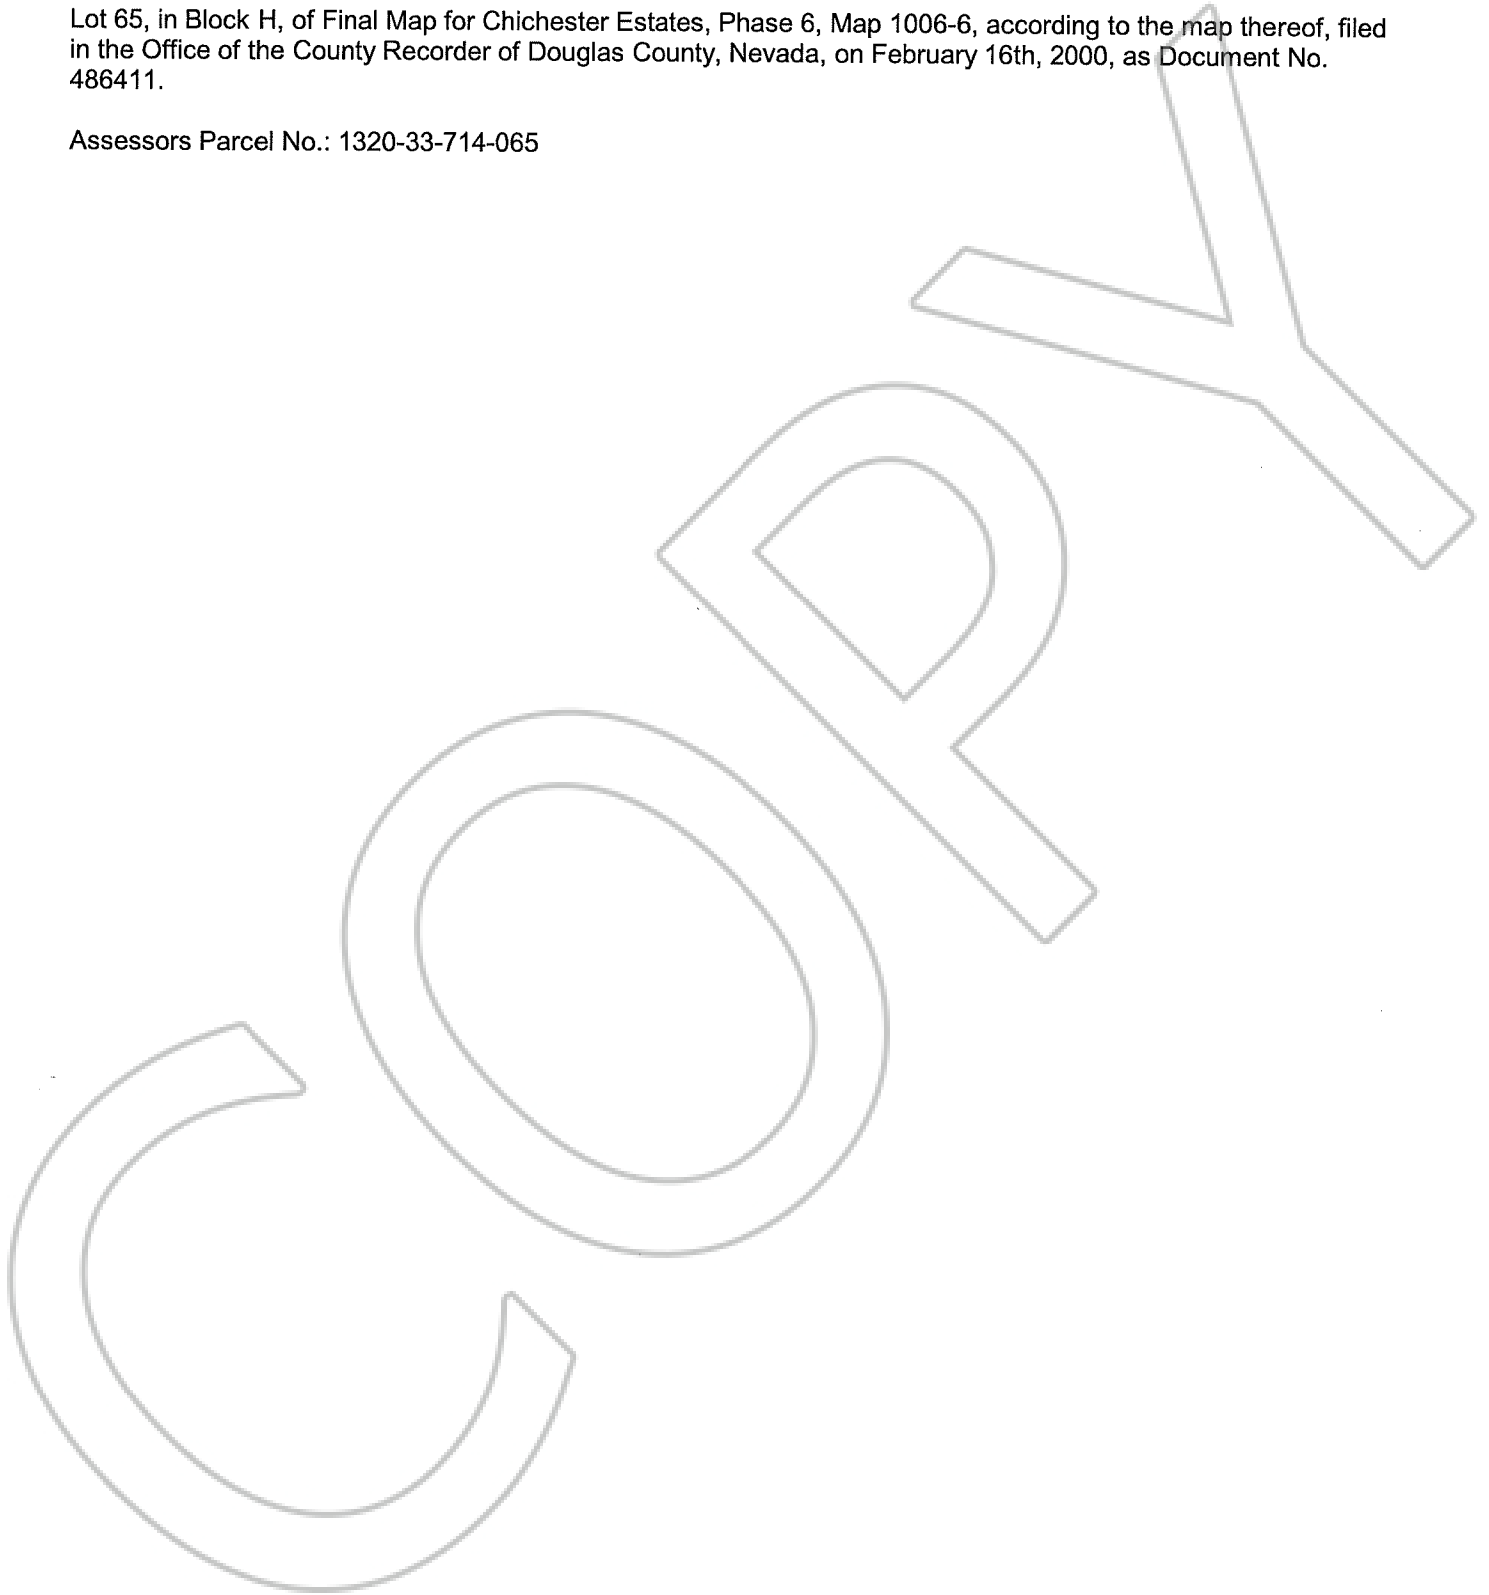 Lot 65, in Block H, of Final Map for Chichester Estates, Phase 6, Map 1006-6, according to the map thereof, filed
in the Office of the County Recorder of Douglas County, Nevada, on February 16th, 2000, as Document No.
486411.
Assessors Parcel No.: 1320-33-714-065
COPY